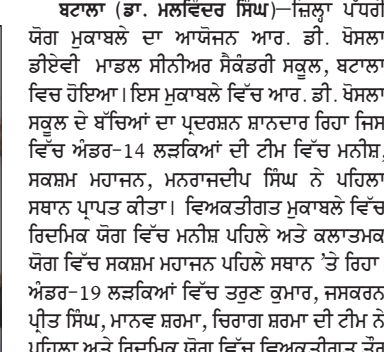 ਬਟਾਲਾ (ਡਾ. ਮਲਵਿੰਦਰ ਸਿੰਘ)—ਜ਼ਿਲ੍ਹਾ ਪੱਧਰੀ
ਯੋਗ ਮੁਕਾਬਲੇ ਦਾ ਆਯੋਜਨ ਆਰ. ਡੀ. ਖੋਸਲਾ
ਡੀਏਵੀ ਮਾਡਲ ਸੀਨੀਅਰ ਸੈਕੰਡਰੀ ਸਕੂਲ, ਬਟਾਲਾ
ਵਿਚ ਹੋਇਆ।ਇਸ ਮੁਕਾਬਲੇ ਵਿੱਚ ਆਰ. ਡੀ. ਖੋਸਲਾ
ਸਕੂਲ ਦੇ ਬੱਚਿਆਂ ਦਾ ਪ੍ਰਦਰਸ਼ਨ ਸ਼ਾਨਦਾਰ ਰਿਹਾ ਜਿਸ
ਵਿੱਚ ਅੰਡਰ-14 ਲੜਕਿਆਂ ਦੀ ਟੀਮ ਵਿੱਚ ਮਨੀਸ਼,
ਸਕਸ਼ਮ ਮਹਾਜਨ, ਮਨਰਾਜਦੀਪ ਸਿੰਘ ਨੇ ਪਹਿਲਾ
ਸਥਾਨ ਪ੍ਰਾਪਤ ਕੀਤਾ। ਵਿਅਕਤੀਗਤ ਮੁਕਾਬਲੇ ਵਿੱਚ
ਰਿਦਮਿਕ ਯੋਗ ਵਿੱਚ ਮਨੀਸ਼ ਪਹਿਲੇ ਅਤੇ ਕਲਾਤਮਕ
ਯੋਗ ਵਿੱਚ ਸਕਸ਼ਮ ਮਹਾਜਨ ਪਹਿਲੇ ਸਥਾਨ 'ਤੇ ਰਿਹਾ
ਅੰਡਰ-19 ਲੜਕਿਆਂ ਵਿੱਚ ਤਰੁਣ ਕੁਮਾਰ, ਜਸਕਰਨ
ਪ੍ਰੀਤ ਸਿੰਘ, ਮਾਨਵ ਸ਼ਰਮਾ, ਚਿਰਾਗ ਸ਼ਰਮਾ ਦੀ ਟੀਮ ਨੇ
ਪਹਿਲਾ ਅਤੇ ਰਿਦਮਿਕ ਯੋਗ ਵਿੱਚ ਵਿਅਕਤੀਗਤ ਤੌਰ